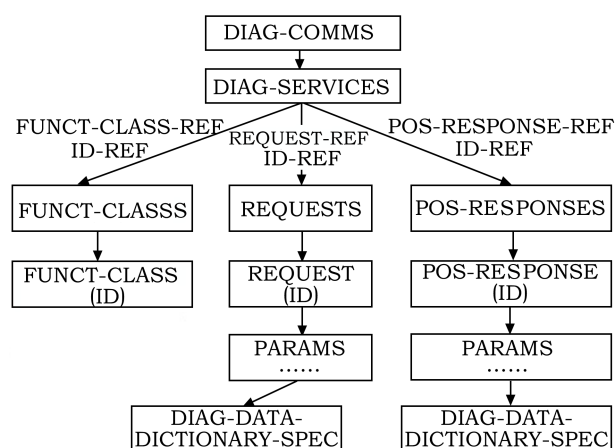 DIAG-COMMS
DIAG-SERVICES
FUNCT-CLASS-REF
ID-REF
REQUEST-REF
ID-REF
POS-RESPONSE-REF
ID-REF
FUNCT-CLASSS
REQUESTS
POS-RESPONSES
FUNCT-CLASS
(ID)
REQUEST
(ID)
POS-RESPONSE
(ID)
PARAMS
......
PARAMS
......
DIAG-DATA-
DICTIONARY-SPEC
DIAG-DATA-
DICTIONARY-SPEC